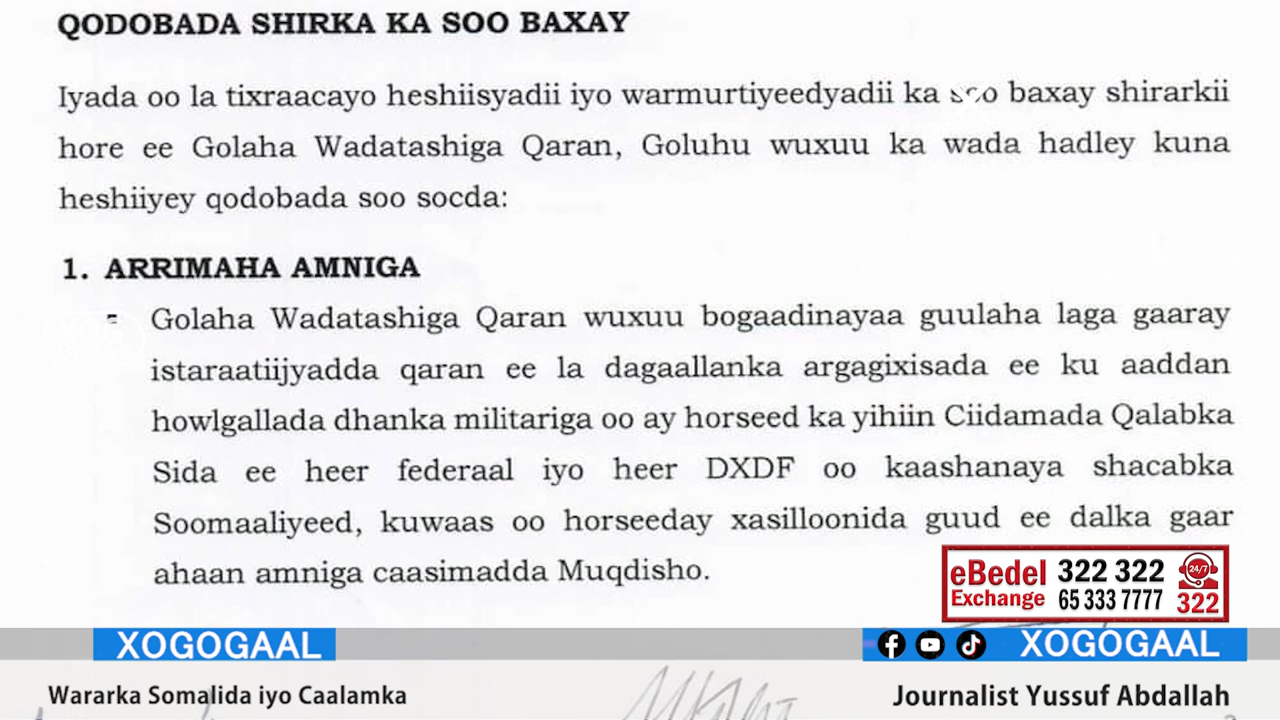 QODOBADA SHIRKA KA SOO BAXAY
Iyada oo la tixraacayo heshiisyadii iyo warmurtiyeedyadii ka soo baxay shirarkii
hore ee Golaha Wadatashiga Qaran, Goluhu wuxuu ka wada hadley kuna
heshiiyey qodobada soo socda:
1. ARRIMAHA AMNIGA
- Golaha Wadatashiga Qaran wuxuu bogaadinayaa guulaha laga gaaray
istaraatiijyadda qaran ee la dagaallanka argagixisada ee ku aaddan
howlgallada dhanka militariga oo ay horseed ka yihiin Ciidamada Qalabka
Sida ee heer federaal iyo heer DXDF oo kaashanaya shacabka
Soomaaliyeed, kuwaas oo horseeday xasilloonida guud ee dalka gaar
ahaan amniga caasimadda Muqdisho.
eBedel 322 322 24/7
Exchange 65 333 7777 322
XOGOGAAL XOGOGAAL
Wararka Somalida iyo Caalamka Journalist Yussuf Abdallah